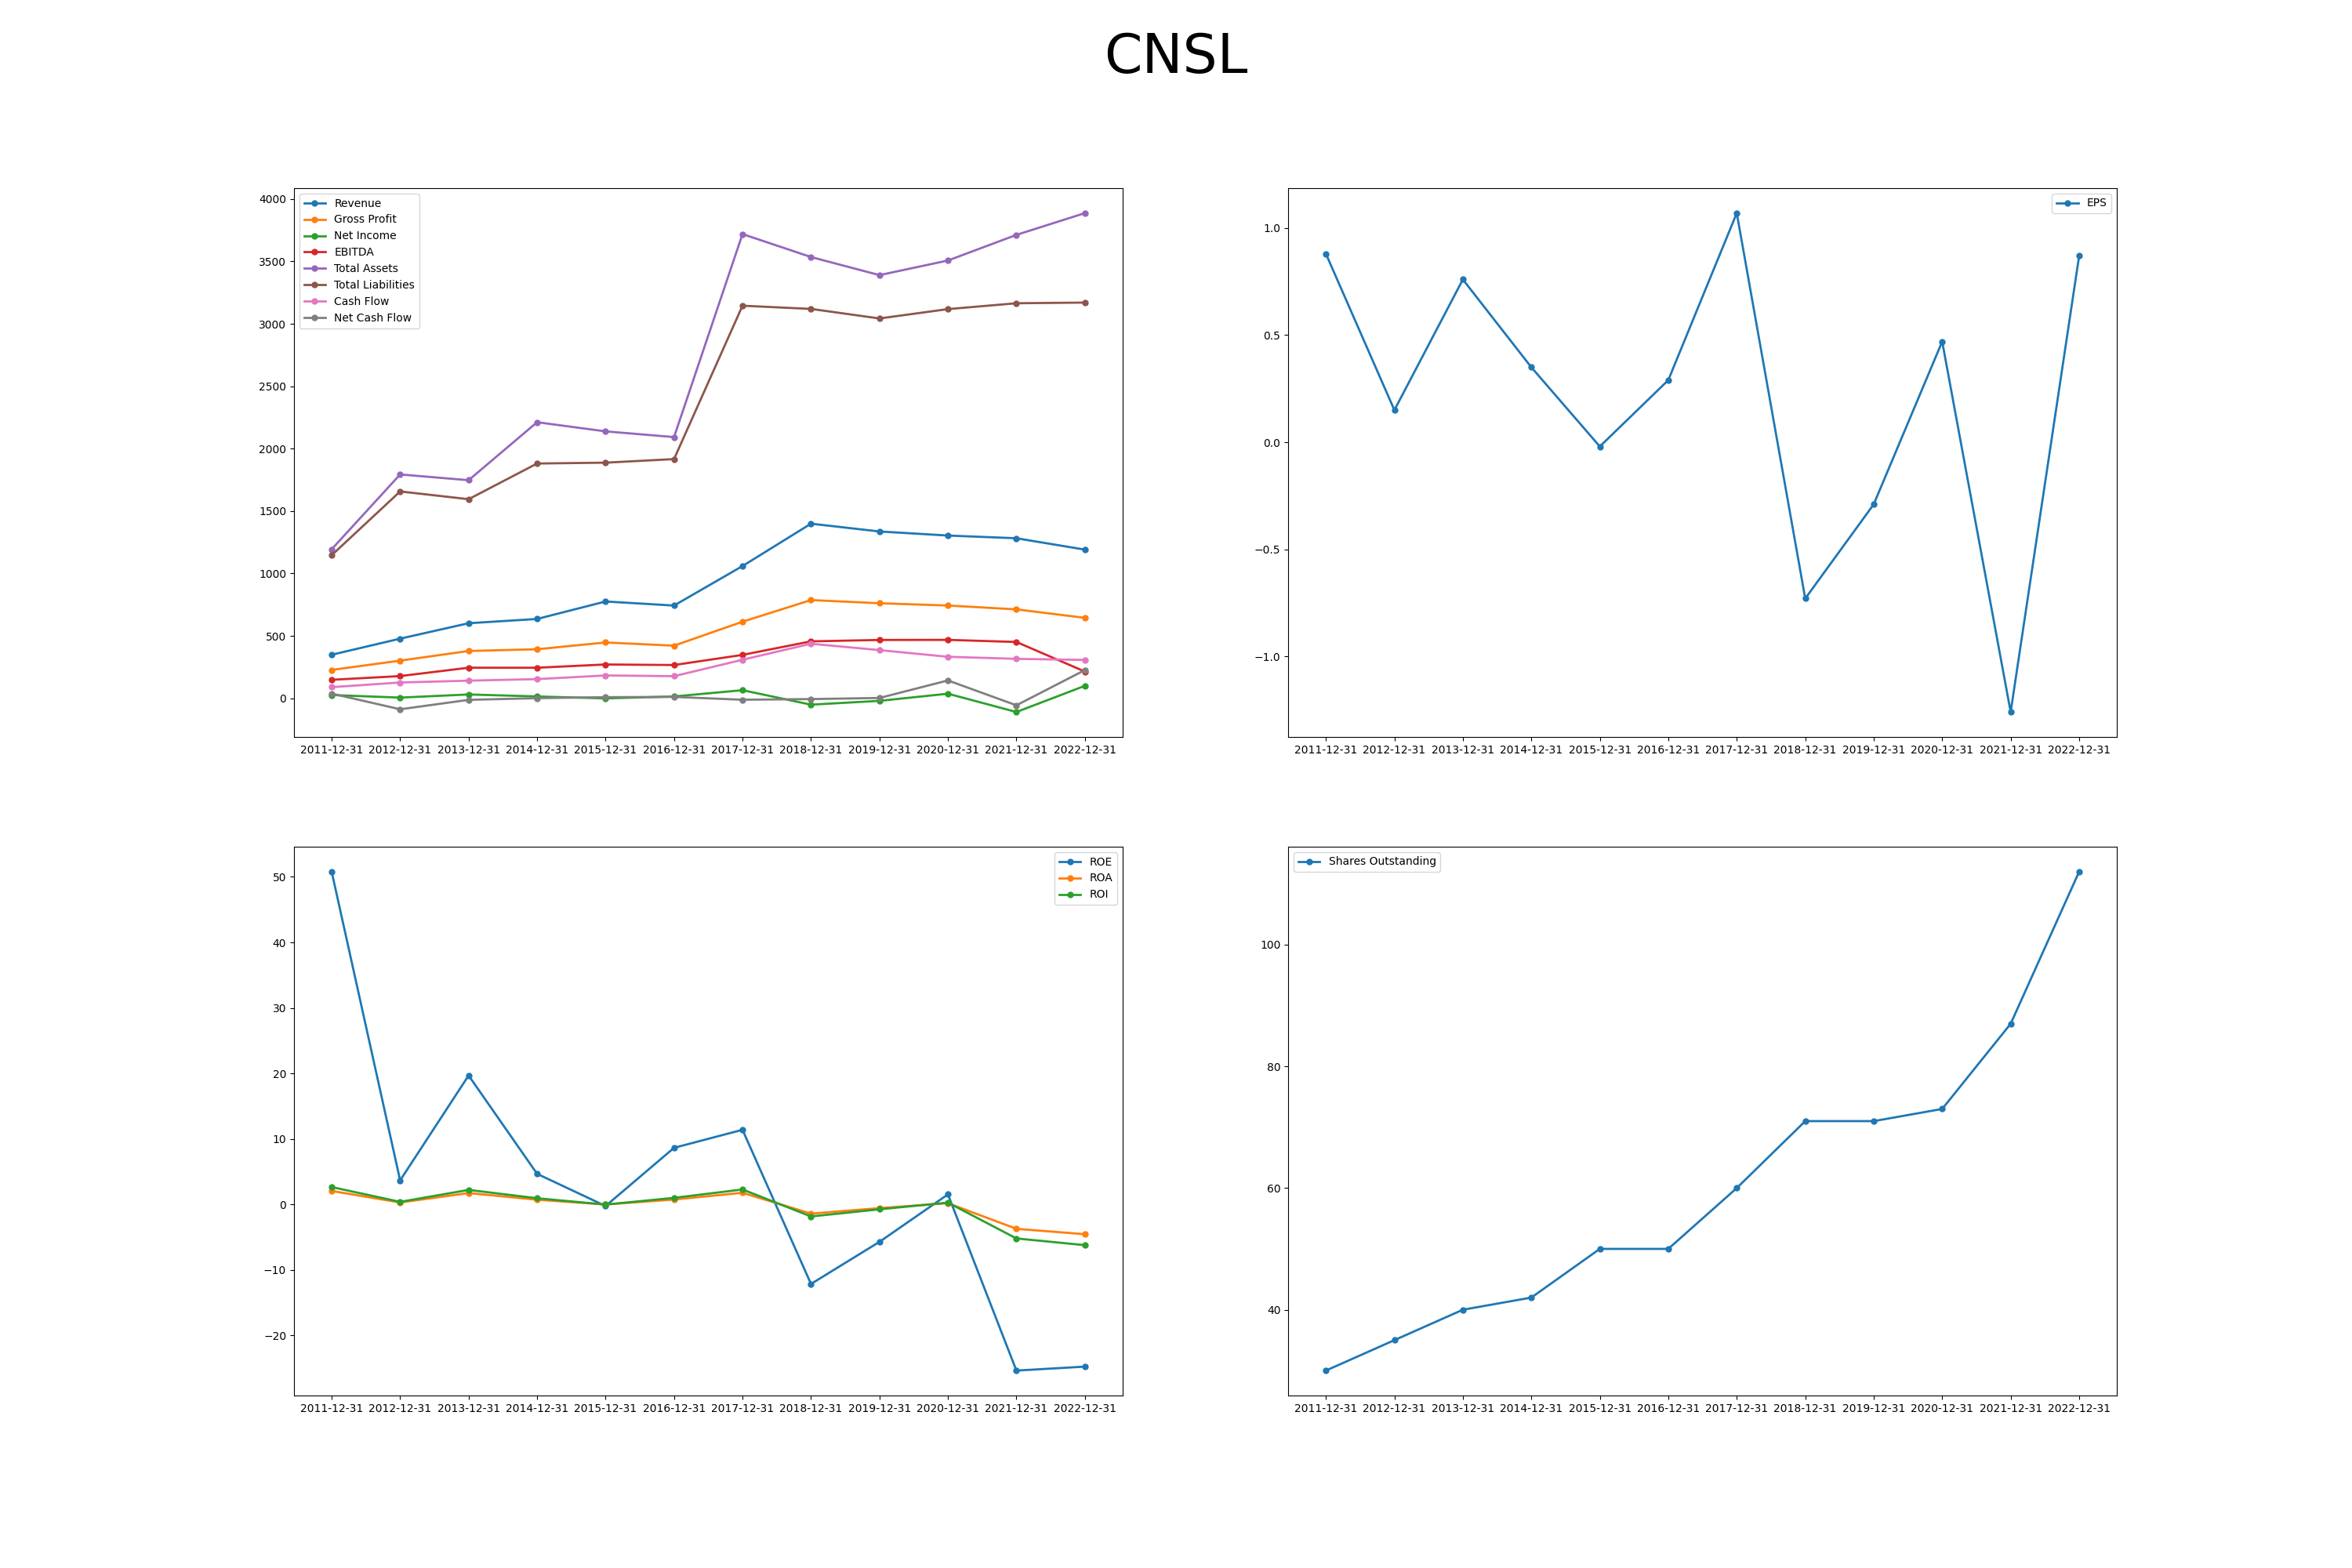 CNSL
4000
3500
3000
2500
2000
1500
1000
500
0
Revenue
Gross Profit
Net Income
EBITDA
Total Assets
Total Liabilities
Cash Flow
Net Cash Flow
2011-12-31 2012-12-31 2013-12-31 2014-12-31 2015-12-31 2016-12-31 2017-12-31 2018-12-31 2019-12-31 2020-12-31 2021-12-31 2022-12-31
1.0
0.5
0.0
−0.5
−1.0
EPS
2011-12-31 2012-12-31 2013-12-31 2014-12-31 2015-12-31 2016-12-31 2017-12-31 2018-12-31 2019-12-31 2020-12-31 2021-12-31 2022-12-31
50
40
30
20
10
0
−10
−20
ROE
ROA
ROI
2011-12-31 2012-12-31 2013-12-31 2014-12-31 2015-12-31 2016-12-31 2017-12-31 2018-12-31 2019-12-31 2020-12-31 2021-12-31 2022-12-31
Shares Outstanding
100
80
60
40
2011-12-31 2012-12-31 2013-12-31 2014-12-31 2015-12-31 2016-12-31 2017-12-31 2018-12-31 2019-12-31 2020-12-31 2021-12-31 2022-12-31